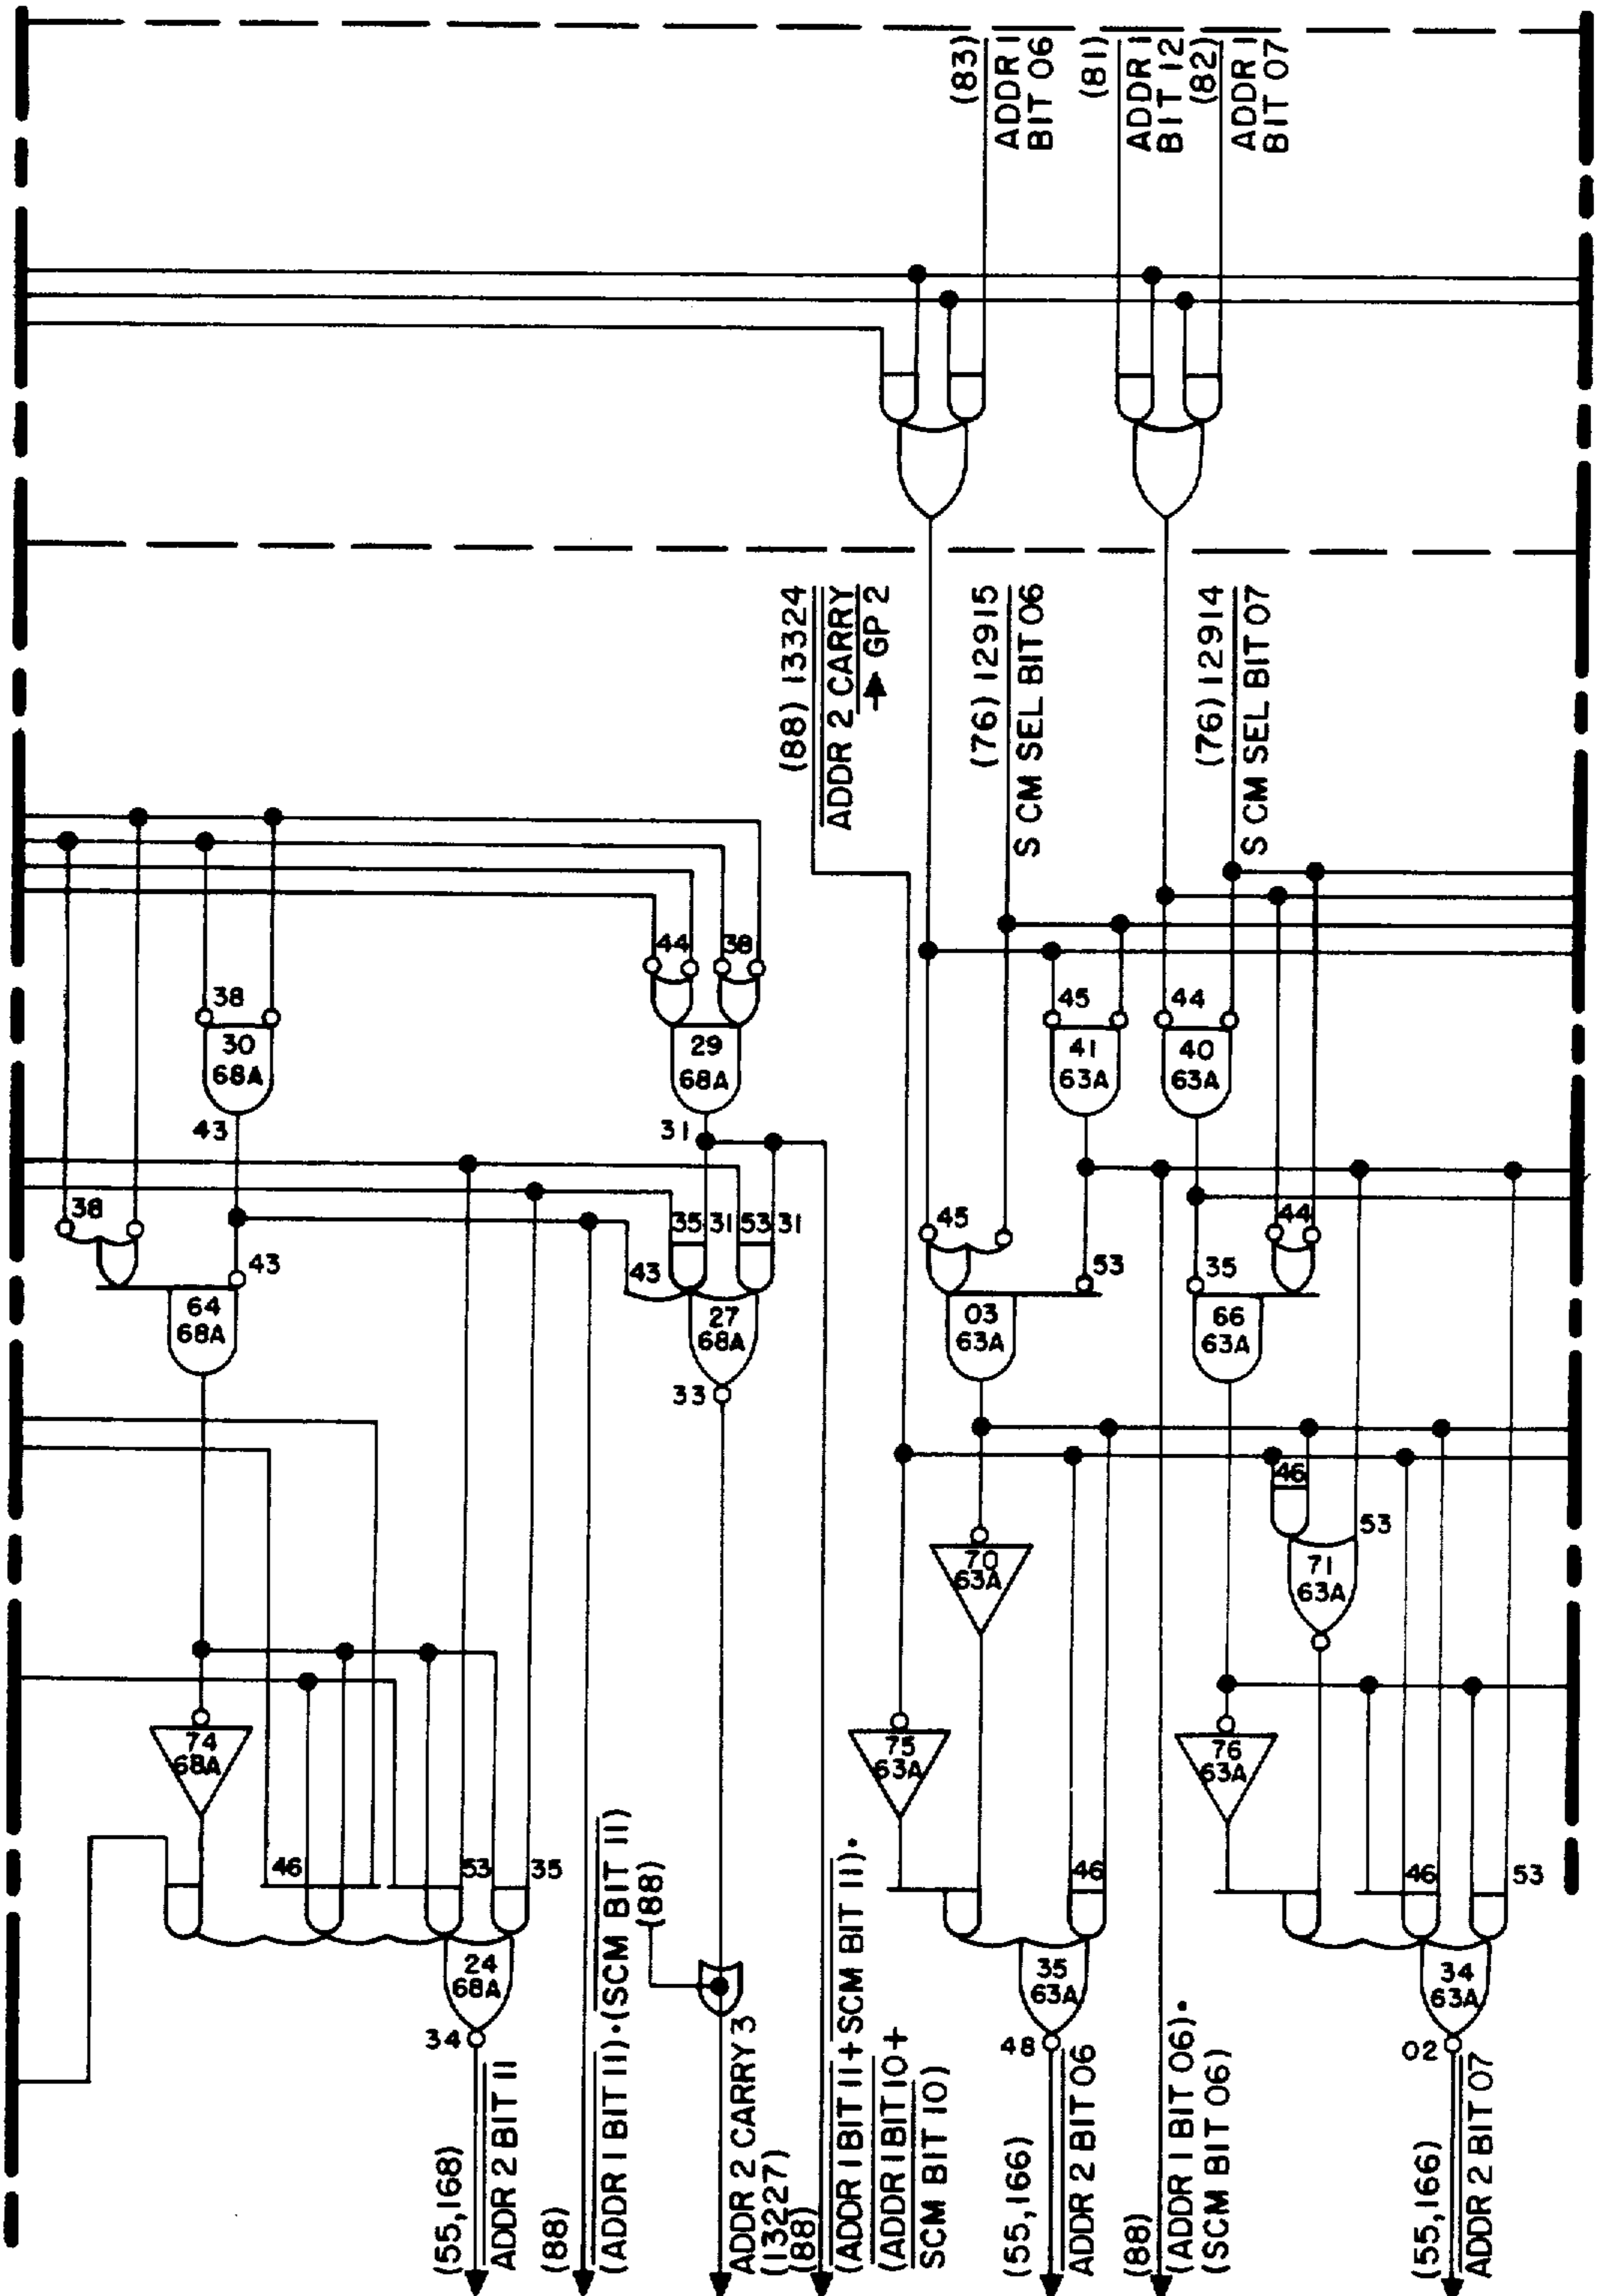 (83)
ADDR 1
BIT 06
(81)
ADDR 1
BIT 12
(82)
ADDR 1
BIT 07
(88) 13324
ADDR 2 CARRY
→ GP 2
(76) 12915
S CM SEL BIT 06
(76) 12914
S CM SEL BIT 07
44
38
38
30
68A
43
29
68A
31
45
41
63A
44
40
63A
38
43
64
68A
35
31
53
31
43
27
68A
33
45
53
03
63A
35
44
66
63A
70
63A
46
53
71
63A
74
68A
75
63A
76
63A
46
53
35
24
68A
34
46
35
63A
48
46
53
34
63A
02
(55,168)
ADDR 2 BIT 11
(88)
(ADDR 1 BIT 11)·(SCM BIT 11)
(88)
ADDR 2 CARRY 3
(13227)
(88)
(ADDR 1 BIT 11+SCM BIT 11)·
(ADDR 1 BIT 10+
SCM BIT 10)
(55,166)
ADDR 2 BIT 06
(88)
(ADDR 1 BIT 06)·
(SCM BIT 06)
(55,166)
ADDR 2 BIT 07